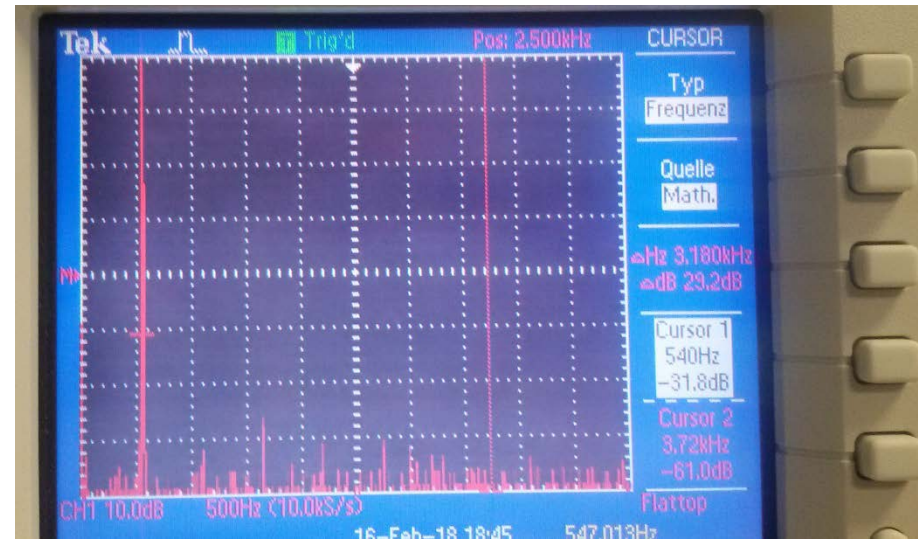 Tek
Trig'd
Pos: 2.500kHz
CURSOR
Typ
Frequenz
Quelle
Math.
M
△Hz 3.180kHz
△dB 29.2dB
Cursor 1
540Hz
-31.8dB
Cursor 2
3.72kHz
-61.0dB
CH1 10.0dB
500Hz (10.0kS/s)
Flattop
16-Feb-18 18:45
547.013Hz